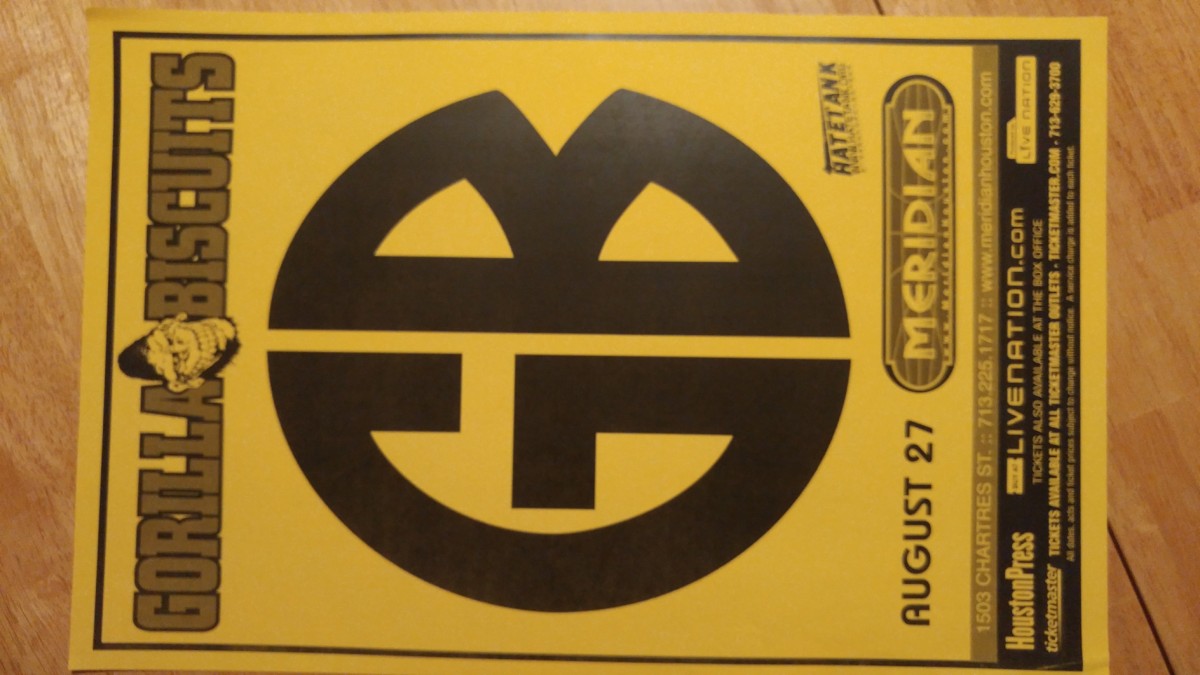 GORILLA BISCUITS
GB
HATETANK
AUGUST 27
MERIDIAN
1503 CHARTRES ST. :: 713.225.1717 :: www.meridianhouston.com
HoustonPress
BUY AT LIVENATION.com
LIVE NATION
TICKETS ALSO AVAILABLE AT THE BOX OFFICE
ticketmaster TICKETS AVAILABLE AT ALL TICKETMASTER OUTLETS · TICKETMASTER.COM · 713-629-3700
All dates, acts and ticket prices subject to change without notice. A service charge is added to each ticket.